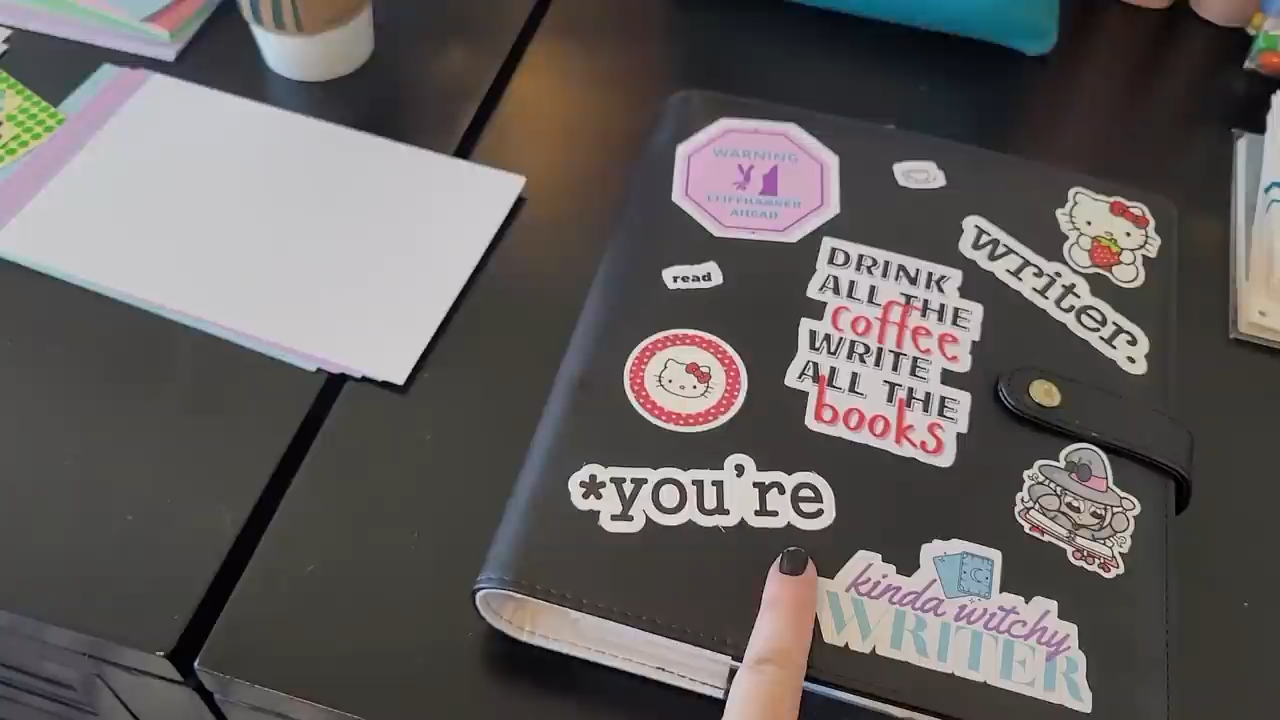 WARNING
CLIFFHANGER
AHEAD
read
DRINK
ALL THE
coffee
WRITE
ALL THE
books
writer.
*you're
kinda witchy
WRITER